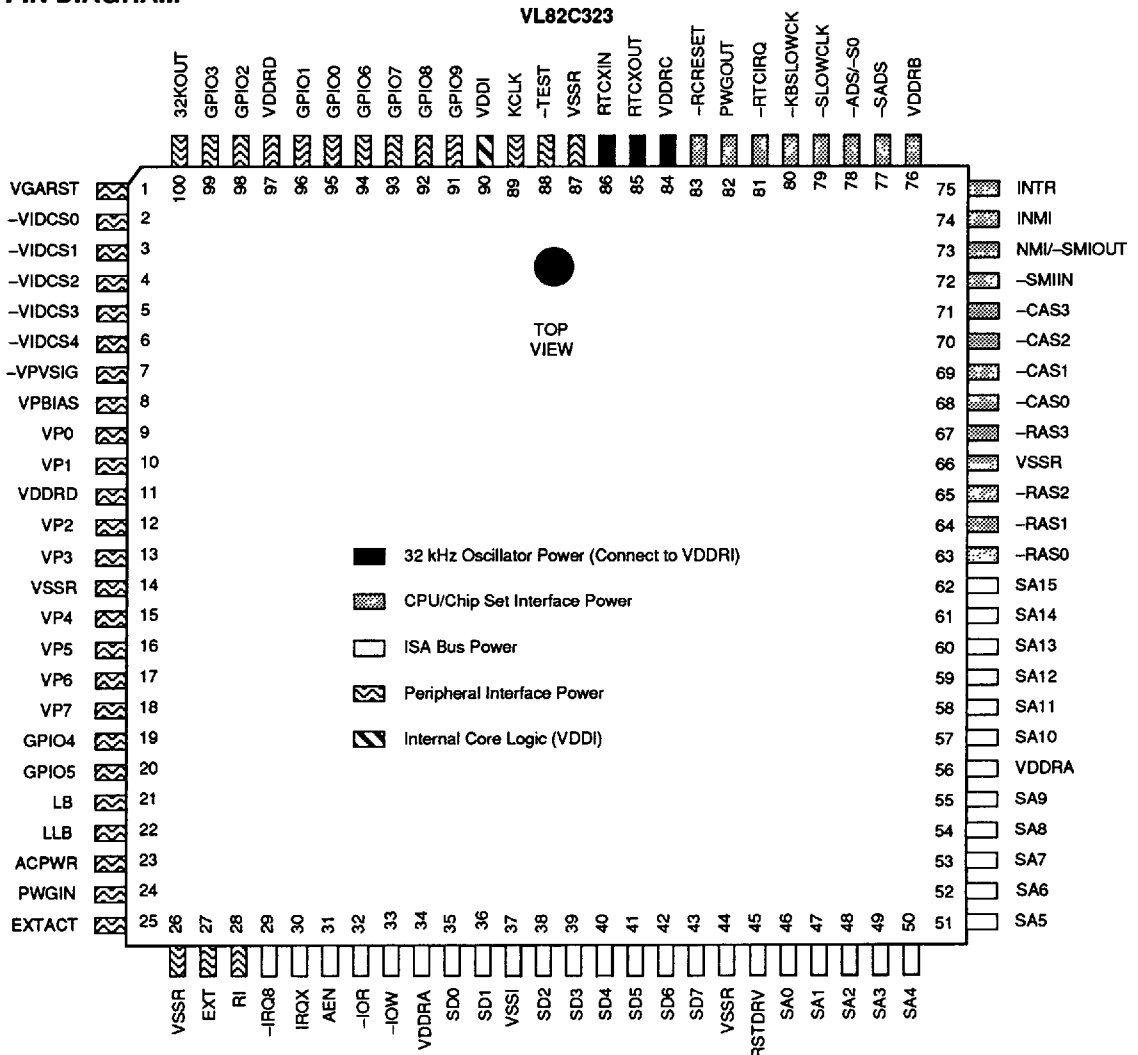 VL82C323
32KOUT
GPIO3
GPIO2
VDDRD
GPIO1
GPIO0
GPIO6
GPIO7
GPIO8
GPIO9
VDDI
KCLK
–TEST
VSSR
RTCXIN
RTCXOUT
VDDRC
–RCRESET
PWGOUT
–RTCIRQ
–KBSLOWCK
–SLOWCLK
–ADS/–S0
–SADS
VDDRB
100
99
98
97
96
95
94
93
92
91
90
89
88
87
86
85
84
83
82
81
80
79
78
77
76
VGARST 1
–VIDCS0 2
–VIDCS1 3
–VIDCS2 4
–VIDCS3 5
–VIDCS4 6
–VPVSIG 7
VPBIAS 8
VP0 9
VP1 10
VDDRD 11
VP2 12
VP3 13
VSSR 14
VP4 15
VP5 16
VP6 17
VP7 18
GPIO4 19
GPIO5 20
LB 21
LLB 22
ACPWR 23
PWGIN 24
EXTACT 25
TOP
VIEW
32 kHz Oscillator Power (Connect to VDDRI)
CPU/Chip Set Interface Power
ISA Bus Power
Peripheral Interface Power
Internal Core Logic (VDDI)
75 INTR
74 INMI
73 NMI/–SMIOUT
72 –SMIIN
71 –CAS3
70 –CAS2
69 –CAS1
68 –CAS0
67 –RAS3
66 VSSR
65 –RAS2
64 –RAS1
63 –RAS0
62 SA15
61 SA14
60 SA13
59 SA12
58 SA11
57 SA10
56 VDDRA
55 SA9
54 SA8
53 SA7
52 SA6
51 SA5
26
27
28
29
30
31
32
33
34
35
36
37
38
39
40
41
42
43
44
45
46
47
48
49
50
VSSR
EXT
RI
–IRQ8
IRQX
AEN
–IOR
–IOW
VDDRA
SD0
SD1
VSSI
SD2
SD3
SD4
SD5
SD6
SD7
VSSR
RSTDRV
SA0
SA1
SA2
SA3
SA4